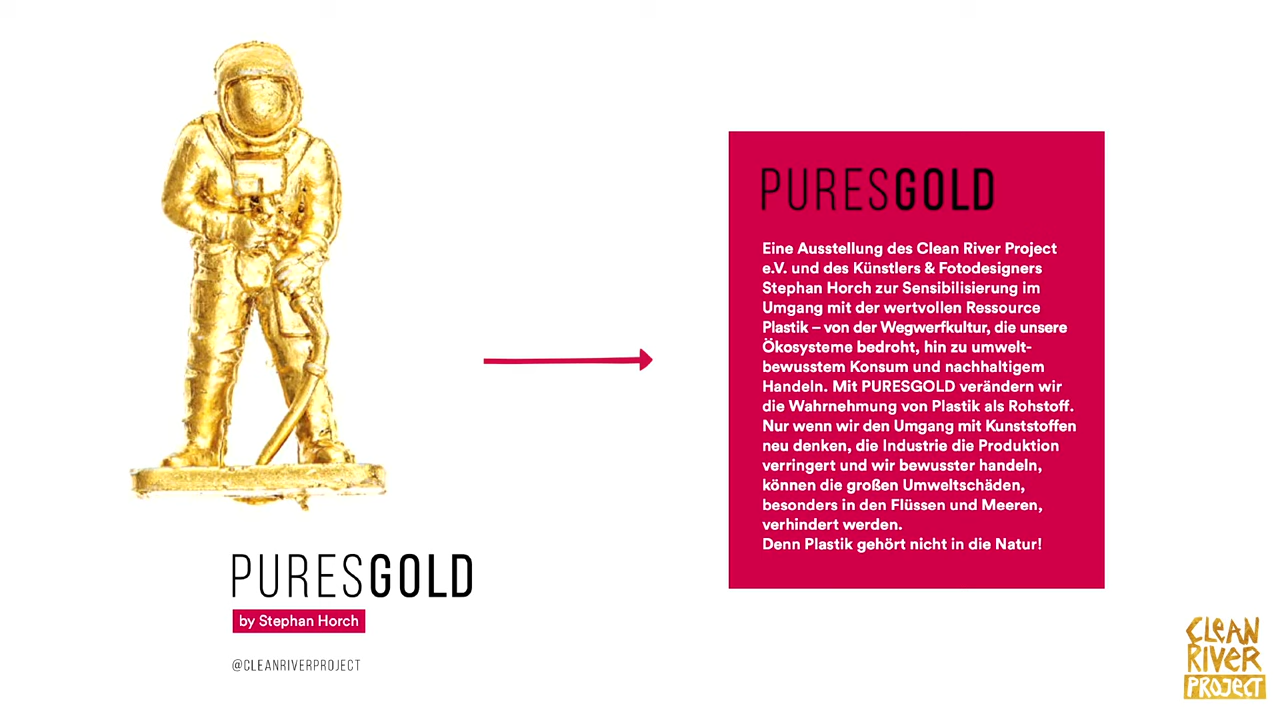 PURESGOLD
by Stephan Horch
@CLEANRIVERPROJECT
PURESGOLD
Eine Ausstellung des Clean River Project
e.V. und des Künstlers & Fotodesigners
Stephan Horch zur Sensibilisierung im
Umgang mit der wertvollen Ressource
Plastik – von der Wegwerfkultur, die unsere
Ökosysteme bedroht, hin zu umwelt-
bewusstem Konsum und nachhaltigem
Handeln. Mit PURESGOLD verändern wir
die Wahrnehmung von Plastik als Rohstoff.
Nur wenn wir den Umgang mit Kunststoffen
neu denken, die Industrie die Produktion
verringert und wir bewusster handeln,
können die großen Umweltschäden,
besonders in den Flüssen und Meeren,
verhindert werden.
Denn Plastik gehört nicht in die Natur!
CLEAN
RIVER
PROJECT